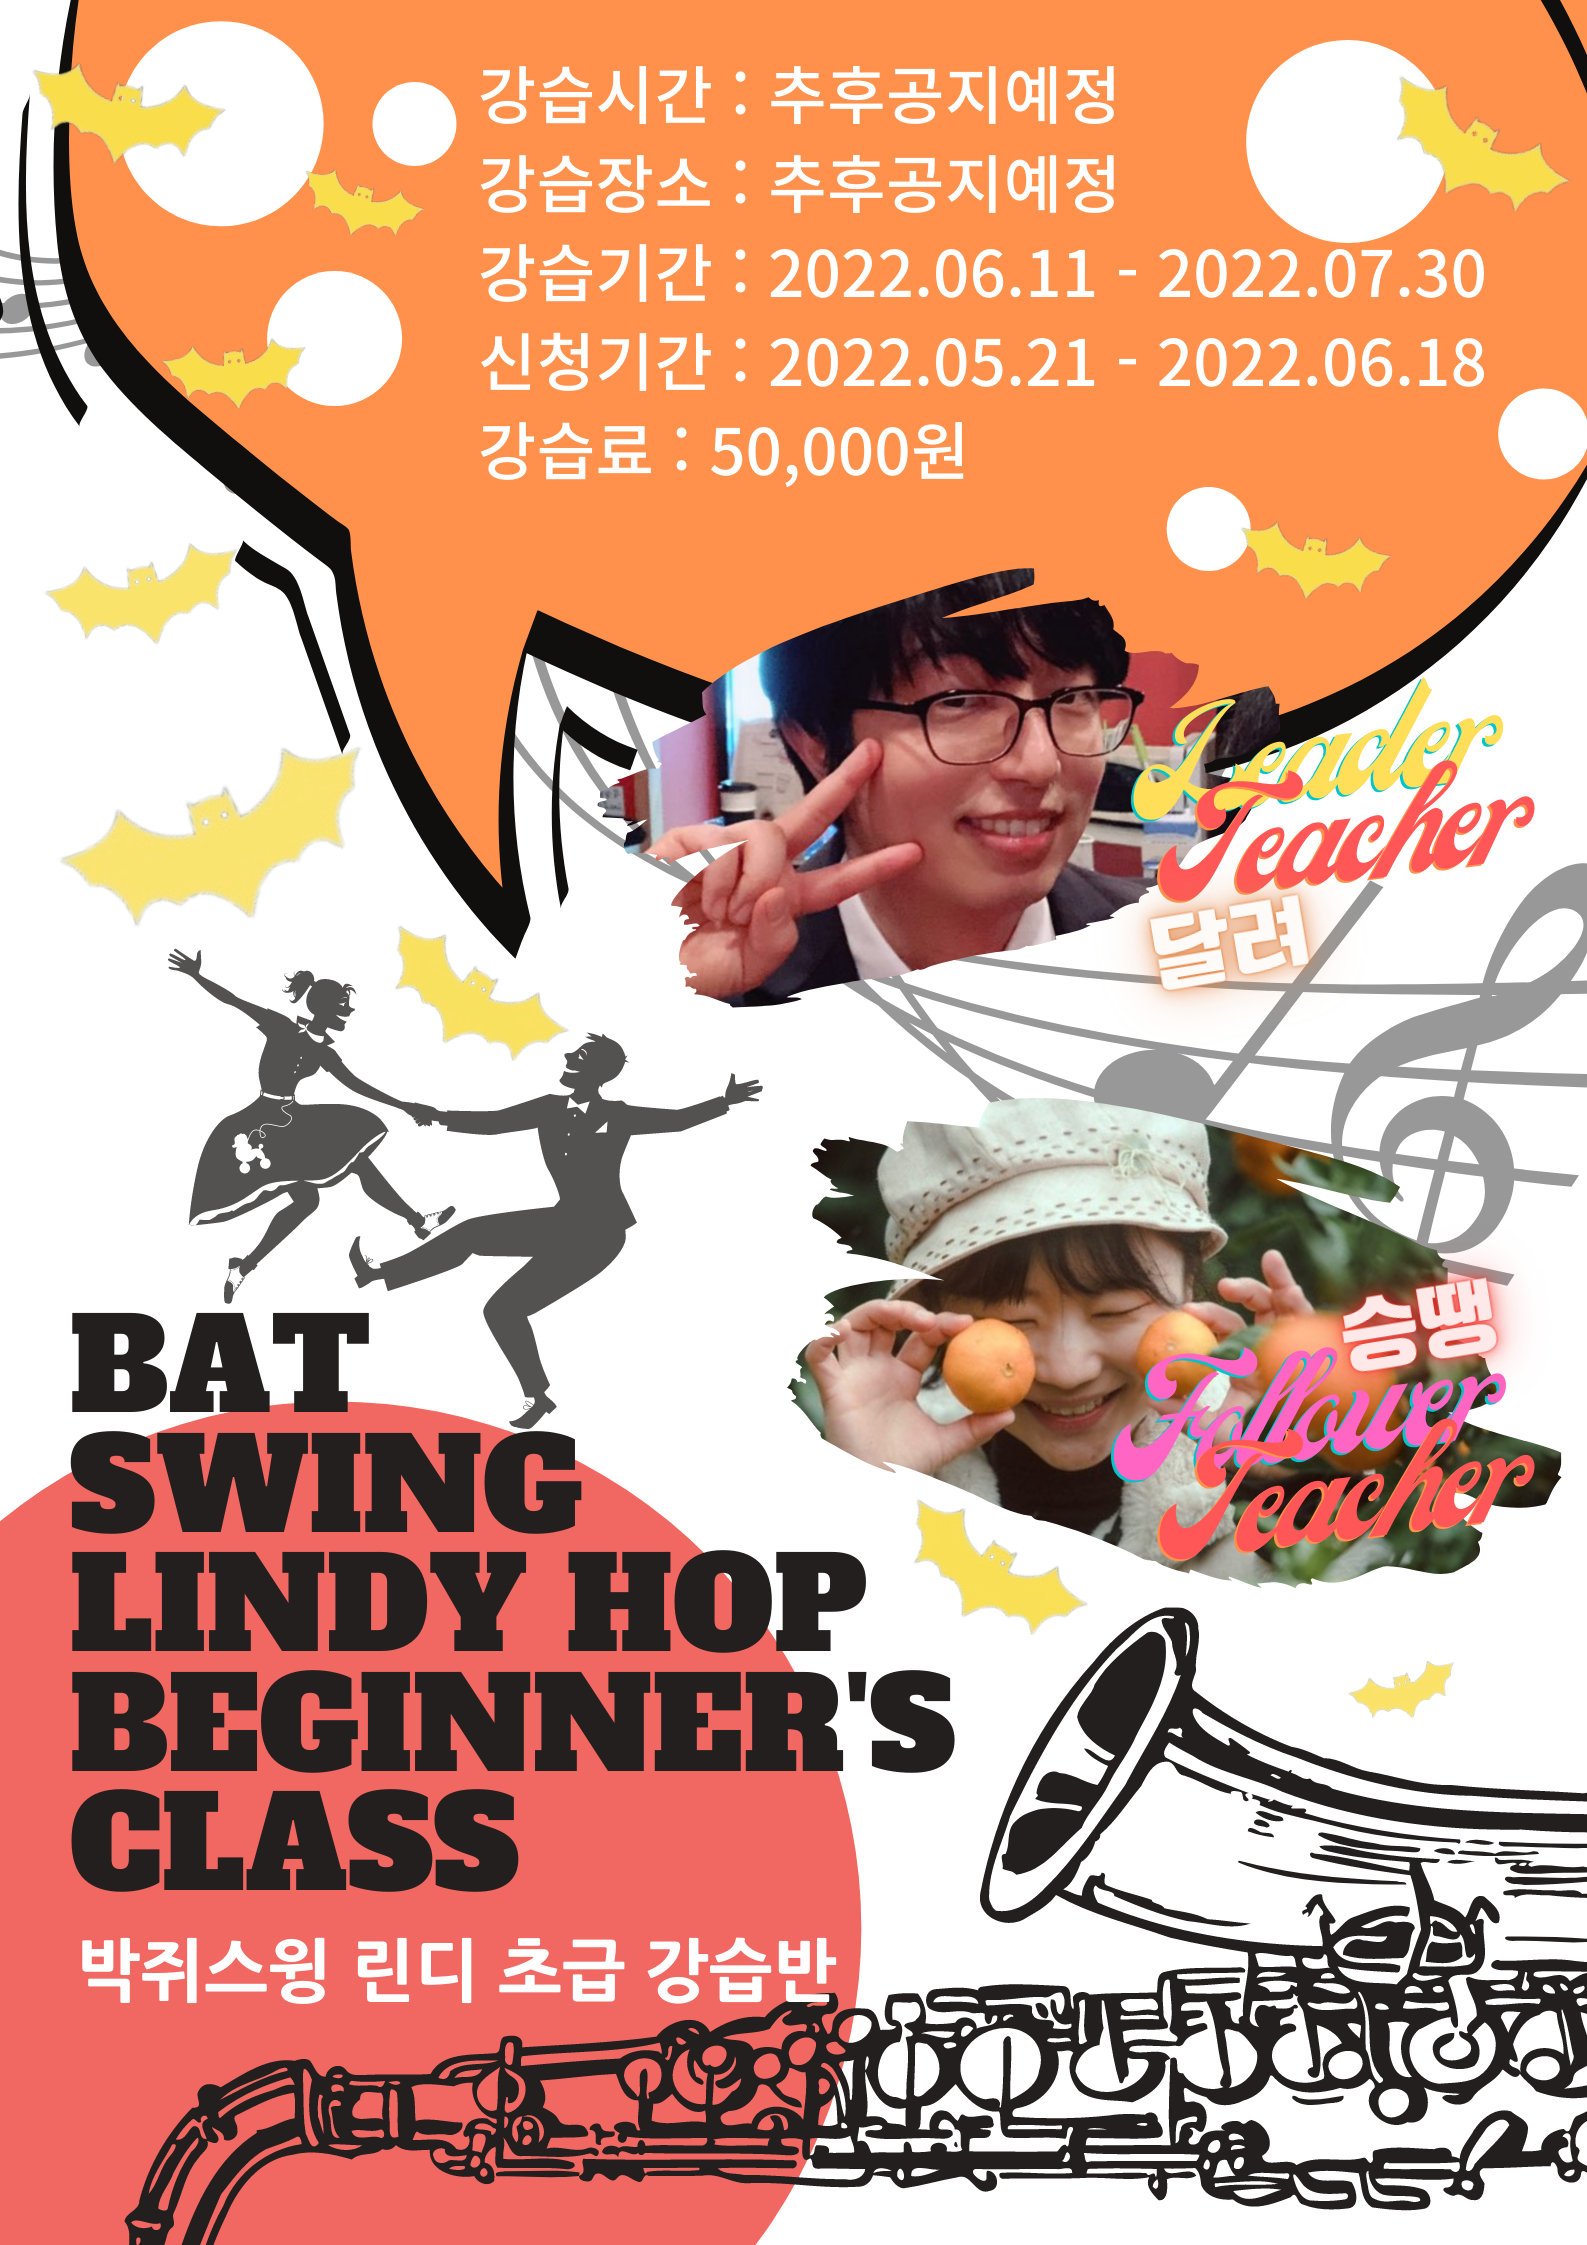 강습시간 : 추후공지예정
강습장소 : 추후공지예정
강습기간 : 2022.06.11 - 2022.07.30
신청기간 : 2022.05.21 - 2022.06.18
강습료 : 50,000원
Leader
Teacher
달려
승땡
Follower
Teacher
BAT
SWING
LINDY HOP
BEGINNER'S
CLASS
박쥐스윙 린디 초급 강습반